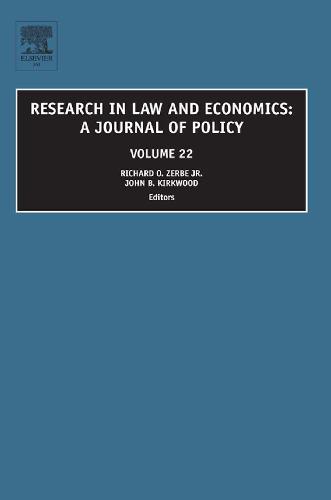 ELSEVIER
RESEARCH IN LAW AND ECONOMICS:
A JOURNAL OF POLICY
VOLUME 22
RICHARD O. ZERBE JR.
JOHN B. KIRKWOOD
Editors